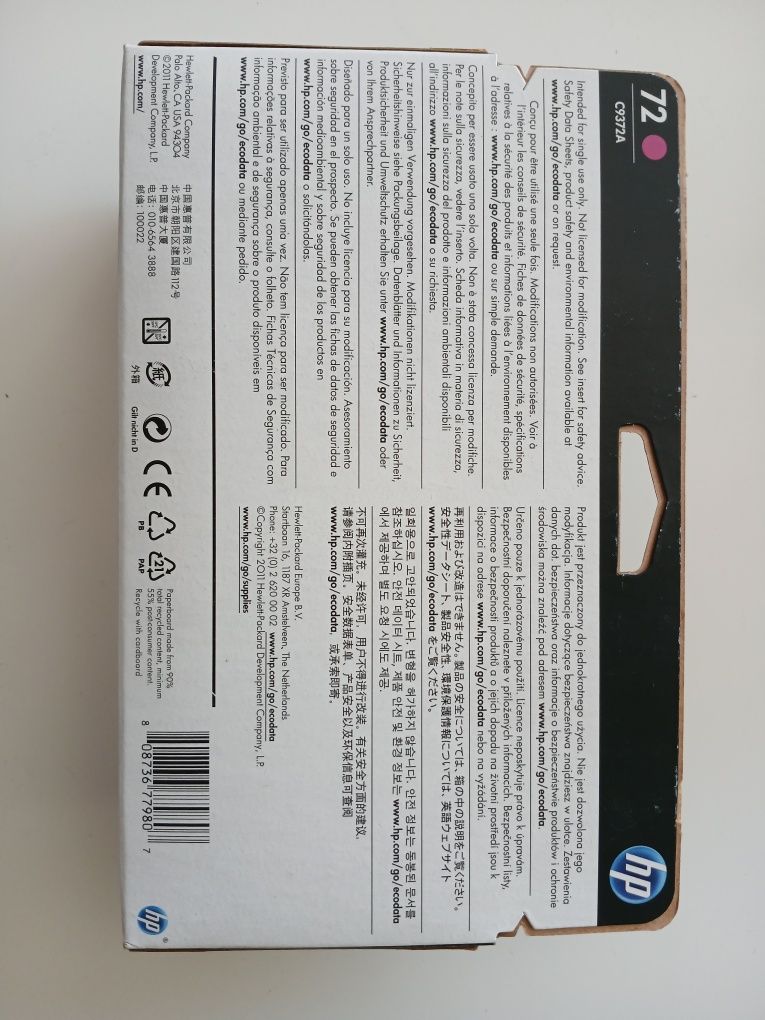 72
C9372A
hp
Intended for single use only. Not licensed for modification. See insert for safety advice.
Safety Data Sheets, product safety and environmental information available at
www.hp.com/go/ecodata or on request.
Conçu pour être utilisé une seule fois. Modifications non autorisées. Voir à
l'intérieur les conseils de sécurité. Fiches de données de sécurité, spécifications
relatives à la sécurité des produits et informations liées à l'environnement disponibles
à l'adresse : www.hp.com/go/ecodata ou sur simple demande.
Concepito per essere usato una sola volta. Non è stata concessa licenza per modifiche.
Per le note sulla sicurezza, vedere l'inserto. Scheda informativa in materia di sicurezza,
informazioni sulla sicurezza del prodotto e informazioni ambientali disponibili
all'indirizzo www.hp.com/go/ecodata o su richiesta.
Nur zur einmaligen Verwendung vorgesehen. Modifikationen nicht lizenziert.
Sicherheitshinweise siehe Packungsbeilage. Datenblätter und Informationen zu Sicherheit,
Produktsicherheit und Umweltschutz erhalten Sie unter www.hp.com/go/ecodata oder
von Ihrem Ansprechpartner.
Diseñado para un solo uso. No incluye licencia para su modificación. Asesoramiento
sobre seguridad en el prospecto. Se pueden obtener las fichas de datos de seguridad e
información medioambiental y sobre seguridad de los productos en
www.hp.com/go/ecodata o solicitándolas.
Previsto para ser utilizado apenas uma vez. Não tem licença para ser modificado. Para
informações relativas à segurança, consulte o folheto. Fichas Técnicas de Segurança com
informação ambiental e de segurança sobre o produto disponíveis em
www.hp.com/go/ecodata ou mediante pedido.
Produkt jest przeznaczony do jednokrotnego użycia. Nie jest dozwolona jego
modyfikacja. Informacje dotyczące bezpieczeństwa znajdziesz w ulotce. Zestawienia
danych dot. bezpieczeństwa oraz informacje o bezpieczeństwie produktów i ochronie
środowiska można znaleźć pod adresem www.hp.com/go/ecodata.
Určeno pouze k jednorázovému použití. Licence neposkytuje právo k úpravám.
Bezpečnostní doporučení naleznete v přiložených informacích. Bezpečnostní listy,
informace o bezpečnosti produktů a o jejich dopadu na životní prostředí jsou k
dispozici na adrese www.hp.com/go/ecodata nebo na vyžádání.
再利用および改造はできません。製品の安全については、箱の中の説明をご覧ください。
安全性データシート、製品安全性、環境保護情報については、英語ウェブサイト
www.hp.com/go/ecodata をご覧ください。
일회용으로 고안되었습니다. 변형을 허가하지 않습니다. 안전 정보는 동봉된 문서를
참조하십시오. 안전 데이터 시트, 제품 안전 및 환경 정보는 www.hp.com/go/ecodata
에서 제공하며 별도 요청 시에도 제공.
不可再次灌充。未经许可，用户不得进行改装。有关安全方面的建议，
请参阅内附插页。安全数据表单、产品安全以及环保信息可查阅
www.hp.com/go/ecodata，或承索即寄。
Hewlett-Packard Europe B.V.
Startbaan 16, 1187 XR Amstelveen, The Netherlands
Phone: +32 (0) 2 620 00 02 www.hp.com/go/ecodata
©Copyright 2011 Hewlett-Packard Development Company, L.P.
www.hp.com/go/supplies
Hewlett-Packard Company
Palo Alto, CA USA 94304
©2011 Hewlett-Packard
Development Company, L.P.
www.hp.com/
中国惠普有限公司
北京市朝阳区建国路112号
中国惠普大厦
电话: 010-6564 3888
邮编: 100022
紙
外箱
Gilt nicht in D
CE
PB
21
PAP
Paperboard made from 90%
total recycled content, minimum
55% post-consumer content.
Recycle with cardboard
8 08736 77980 7
hp
®